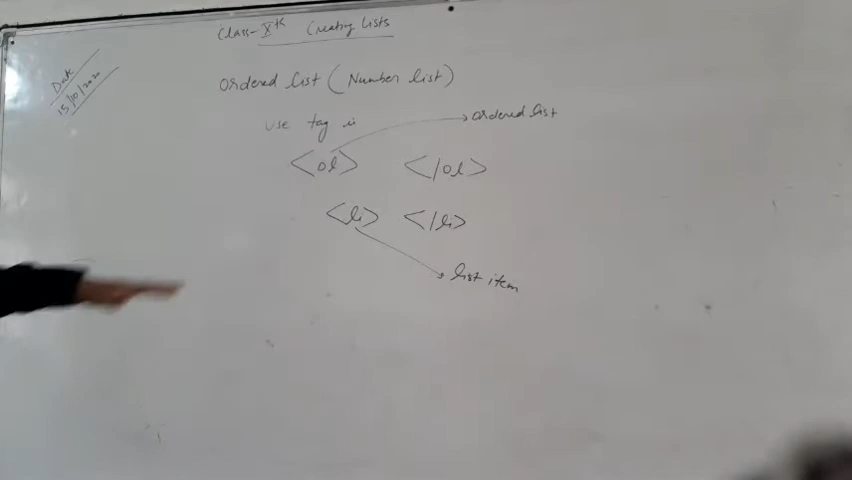 Class-Xth Creating Lists
Date
15/10/2020
Ordered list (Number list)
use tag is
ordered list
<ol> </ol>
<li> </li>
list item